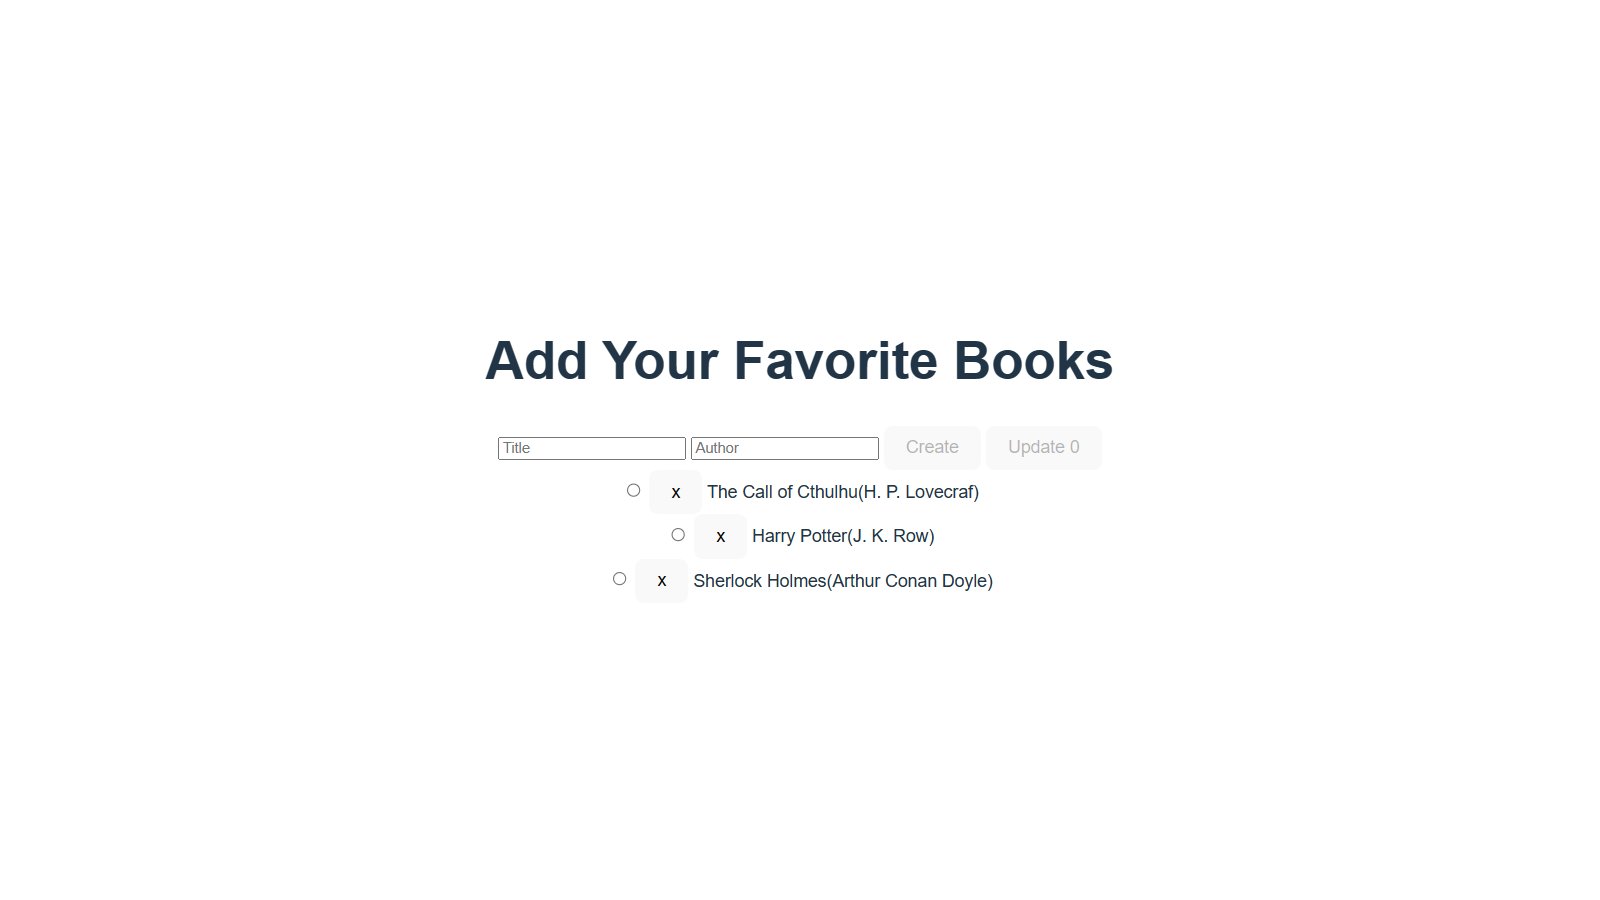 Add Your Favorite Books
Title Author Create Update 0
x The Call of Cthulhu(H. P. Lovecraf)
x Harry Potter(J. K. Row)
x Sherlock Holmes(Arthur Conan Doyle)